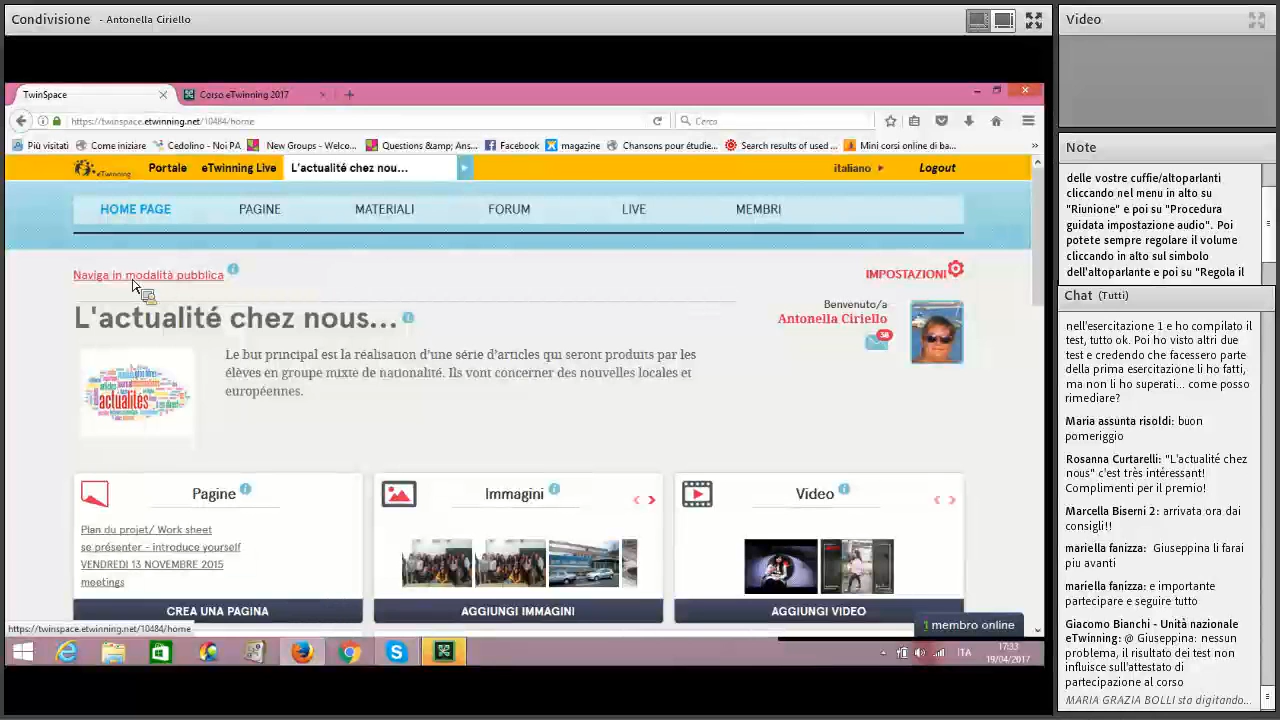 Condivisione - Antonella Ciriello
TwinSpace
Corso eTwinning 2017
https://twinspace.etwinning.net/10484/home
Cerca
Più visitati
Come iniziare
Cedolino - Noi PA
New Groups - Welco...
Questions &amp; Ans...
Facebook
magazine
Chansons pour étudie...
Search results of used ...
Mini corsi online di ba...
eTwinning
Portale
eTwinning Live
L'actualité chez nou...
italiano
Logout
HOME PAGE
PAGINE
MATERIALI
FORUM
LIVE
MEMBRI
Naviga in modalità pubblica
IMPOSTAZIONI
L'actualité chez nous...
Benvenuto/a
Antonella Ciriello
Le but principal est la réalisation d'une série d'articles qui seront produits par les
élèves en groupe mixte de nationalité. Ils vont concerner des nouvelles locales et
européennes.
actualités
Pagine
Plan du projet/ Work sheet
se présenter - introduce yourself
VENDREDI 13 NOVEMBRE 2015
meetings
CREA UNA PAGINA
Immagini
AGGIUNGI IMMAGINI
Video
AGGIUNGI VIDEO
1 membro online
https://twinspace.etwinning.net/10484/home
ITA
17:33
19/04/2017
Video
Note
delle vostre cuffie/altoparlanti
cliccando nel menu in alto su
"Riunione" e poi su "Procedura
guidata impostazione audio". Poi
potete sempre regolare il volume
cliccando in alto sul simbolo
dell'altoparlante e poi su "Regola il
Chat (Tutti)
nell'esercitazione 1 e ho compilato il
test, tutto ok. Poi ho visto altri due
test e credendo che facessero parte
della prima esercitazione li ho fatti,
ma non li ho superati... come posso
rimediare?
Maria assunta risoldi: buon
pomeriggio
Rosanna Curtarelli: "L'actualité chez
nous" c'est très intéressant!
Complimenti per il premio!
Marcella Biserni 2: arrivata ora dai
consigli!!
mariella fanizza: Giuseppina li farai
piu avanti
mariella fanizza: e importante
partecipare e seguire tutto
Giacomo Bianchi - Unità nazionale
eTwinning: @ Giuseppina: nessun
problema, il risultato dei test non
influisce sull'attestato di
partecipazione al corso
MARIA GRAZIA BOLLI sta digitando...